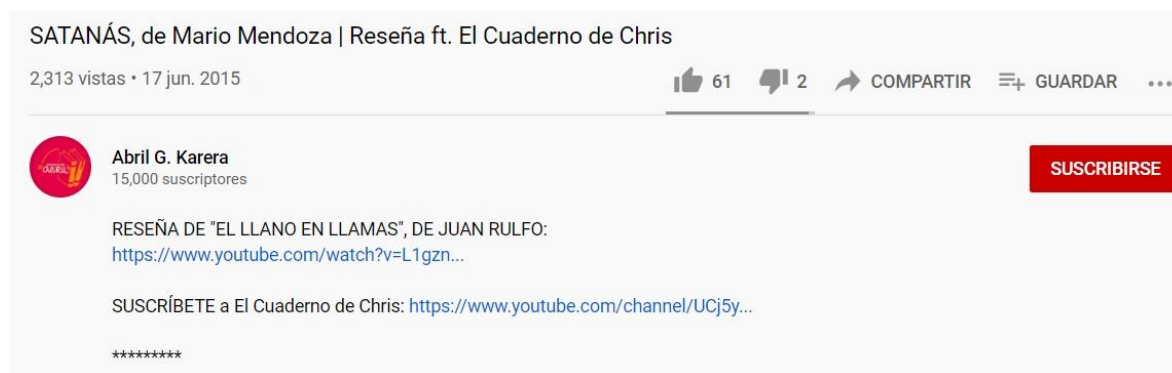 SATANÁS, de Mario Mendoza | Reseña ft. El Cuaderno de Chris
2,313 vistas • 17 jun. 2015 61 2 COMPARTIR GUARDAR ...
Abril G. Karera
15,000 suscriptores
SUSCRIBIRSE
RESEÑA DE "EL LLANO EN LLAMAS", DE JUAN RULFO:
https://www.youtube.com/watch?v=L1gzn...
SUSCRÍBETE a El Cuaderno de Chris: https://www.youtube.com/channel/UCj5y...
*********